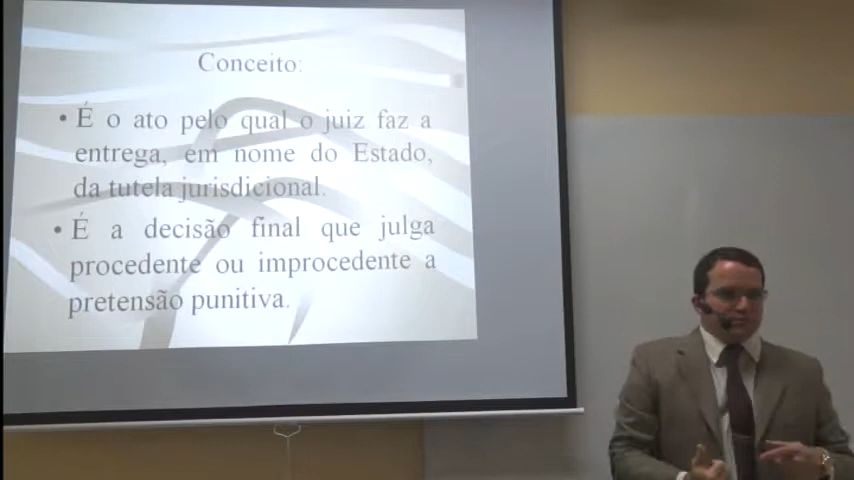 Conceito:
• É o ato pelo qual o juiz faz a
entrega, em nome do Estado,
da tutela jurisdicional.
• É a decisão final que julga
procedente ou improcedente a
pretensão punitiva.